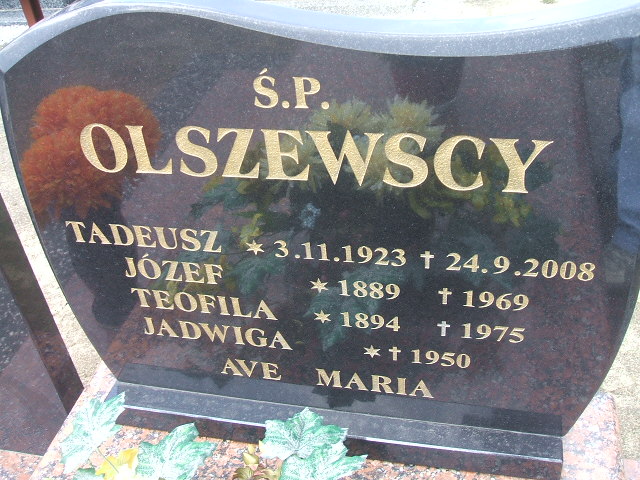 Ś.P.
OLSZEWSCY
TADEUSZ * 3.11.1923 † 24.9.2008
JÓZEF * 1889 † 1969
TEOFILA * 1894 † 1975
JADWIGA * † 1950
AVE MARIA